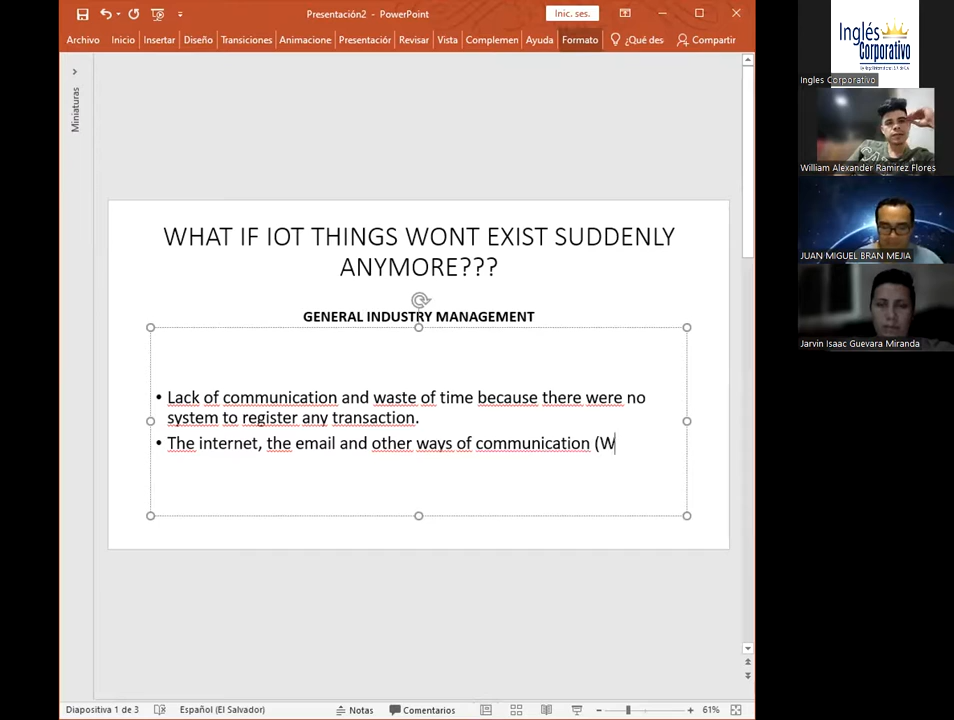 Presentación2 - PowerPoint
Inic. ses.
Archivo Inicio Insertar Diseño Transiciones Animacione Presentaciór Revisar Vista Complemen Ayuda Formato ¿Qué des Compartir
Miniaturas
WHAT IF IOT THINGS WONT EXIST SUDDENLY
ANYMORE???
GENERAL INDUSTRY MANAGEMENT
• Lack of communication and waste of time because there were no
system to register any transaction.
• The internet, the email and other ways of communication (W
Diapositiva 1 de 3 Español (El Salvador) Notas Comentarios 61%
Inglés
Corporativo
Ingles Corporativo
William Alexander Ramirez Flores
JUAN MIGUEL BRAN MEJIA
Jarvin Isaac Guevara Miranda